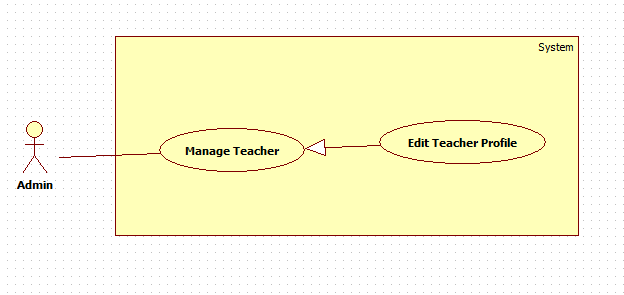 System
Manage Teacher
Edit Teacher Profile
Admin